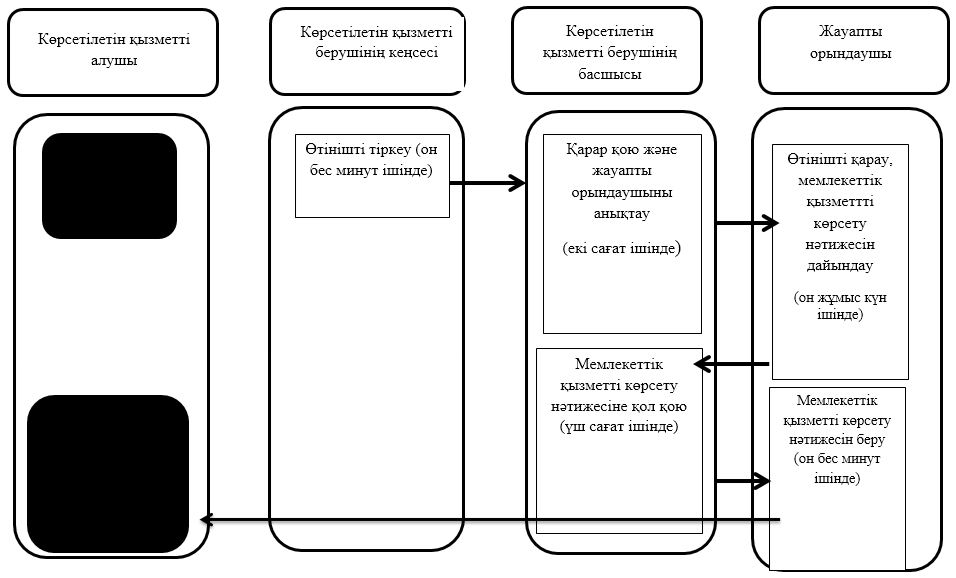 Көрсетілетін қызметті
алушы
Көрсетілетін қызметті
берушінің кеңсесі
Көрсетілетін
қызметті берушінің
басшысы
Жауапты
орындаушы
Өтінішті тіркеу (он
бес минут ішінде)
Қарар қою және
жауапты
орындаушыны
анықтау
(екі сағат ішінде)
Өтінішті қарау,
мемлекеттік
қызметтті
көрсету
нәтижесін
дайындау
(он жұмыс күн
ішінде)
Мемлекеттік
қызметті көрсету
нәтижесіне қол қою
(үш сағат ішінде)
Мемлекеттік
қызметті көрсету
нәтижесін беру
(он бес минут
ішінде)